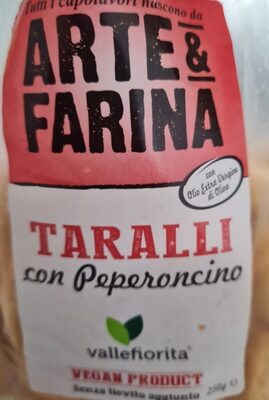 Tutti i capolavori nascono da
ARTE &
FARINA
con
Olio Extra Vergine
di Oliva
TARALLI
con Peperoncino
vallefiorita®
VEGAN PRODUCT
Senza lievito aggiunto
250g e